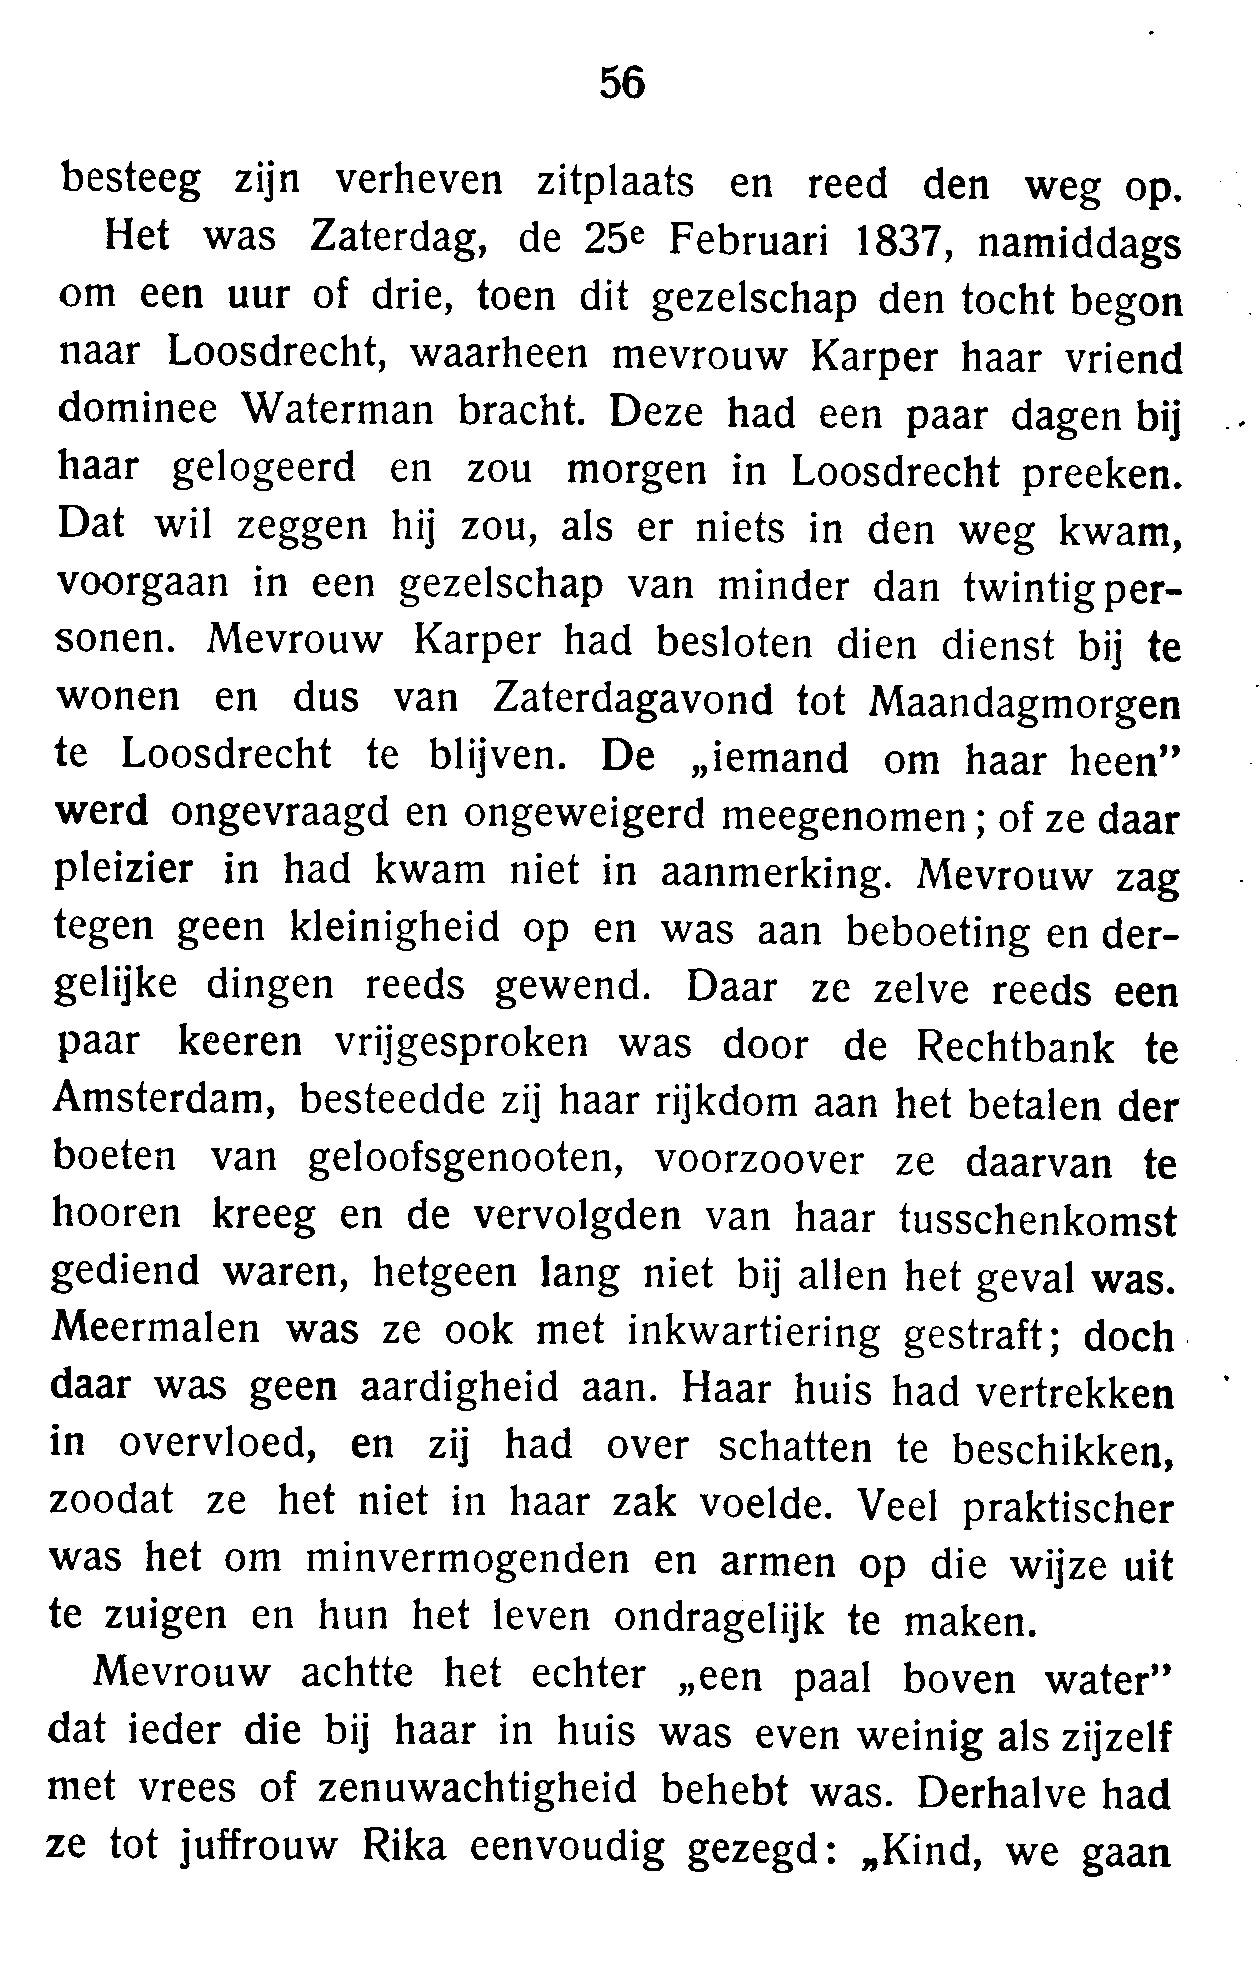 56
besteeg zijn verheven zitplaats en reed den weg op.
Het was Zaterdag, de 25e Februari 1837, namiddags
om een uur of drie, toen dit gezelschap den tocht begon
naar Loosdrecht, waarheen mevrouw Karper haar vriend
dominee Waterman bracht. Deze had een paar dagen bij
haar gelogeerd en zou morgen in Loosdrecht preeken.
Dat wil zeggen hij zou, als er niets in den weg kwam,
voorgaan in een gezelschap van minder dan twintig per-
sonen. Mevrouw Karper had besloten dien dienst bij te
wonen en dus van Zaterdagavond tot Maandagmorgen
te Loosdrecht te blijven. De „iemand om haar heen”
werd ongevraagd en ongeweigerd meegenomen; of ze daar
pleizier in had kwam niet in aanmerking. Mevrouw zag
tegen geen kleinigheid op en was aan beboeting en der-
gelijke dingen reeds gewend. Daar ze zelve reeds een
paar keeren vrijgesproken was door de Rechtbank te
Amsterdam, besteedde zij haar rijkdom aan het betalen der
boeten van geloofsgenooten, voorzoover ze daarvan te
hooren kreeg en de vervolgden van haar tusschenkomst
gediend waren, hetgeen lang niet bij allen het geval was.
Meermalen was ze ook met inkwartiering gestraft; doch
daar was geen aardigheid aan. Haar huis had vertrekken
in overvloed, en zij had over schatten te beschikken,
zoodat ze het niet in haar zak voelde. Veel praktischer
was het om minvermogenden en armen op die wijze uit
te zuigen en hun het leven ondragelijk te maken.
Mevrouw achtte het echter „een paal boven water”
dat ieder die bij haar in huis was even weinig als zijzelf
met vrees of zenuwachtigheid behebt was. Derhalve had
ze tot juffrouw Rika eenvoudig gezegd: „Kind, we gaan